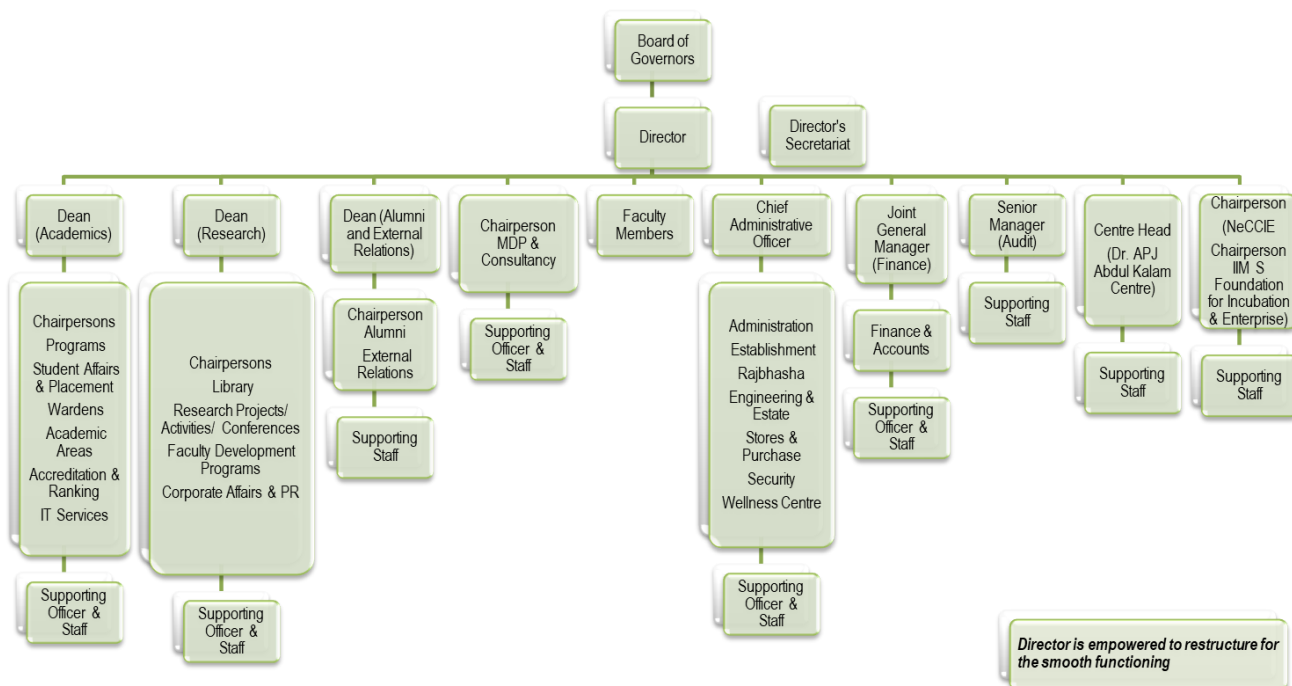 Board of
Governors
Director
Director's
Secretariat
Dean
(Academics)
Dean
(Research)
Dean (Alumni
and External
Relations)
Chairperson
MDP &
Consultancy
Faculty
Members
Chief
Administrative
Officer
Joint
General
Manager
(Finance)
Senior
Manager
(Audit)
Centre Head
(Dr. APJ
Abdul Kalam
Centre)
Chairperson
(NeCCIE
Chairperson
IIM S
Foundation
for Incubation
& Enterprise)
Chairpersons
Programs
Student Affairs
& Placement
Wardens
Academic
Areas
Accreditation &
Ranking
IT Services
Chairpersons
Library
Research Projects/
Activities/ Conferences
Faculty Development
Programs
Corporate Affairs & PR
Chairperson
Alumni
External
Relations
Supporting
Officer &
Staff
Administration
Establishment
Rajbhasha
Engineering &
Estate
Stores &
Purchase
Security
Wellness Centre
Finance &
Accounts
Supporting
Staff
Supporting
Staff
Supporting
Staff
Supporting
Staff
Supporting
Officer &
Staff
Supporting
Officer &
Staff
Supporting
Officer &
Staff
Supporting
Officer &
Staff
Director is empowered to restructure for
the smooth functioning